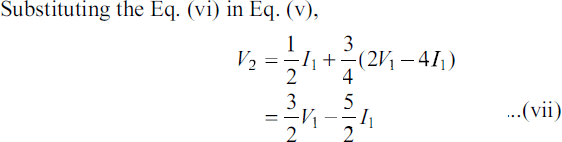 Substituting the Eq. (vi) in Eq. (v),
V₂ = 1/2 I₁ + 3/4 (2V₁ – 4I₁)
= 3/2 V₁ – 5/2 I₁ ...(vii)